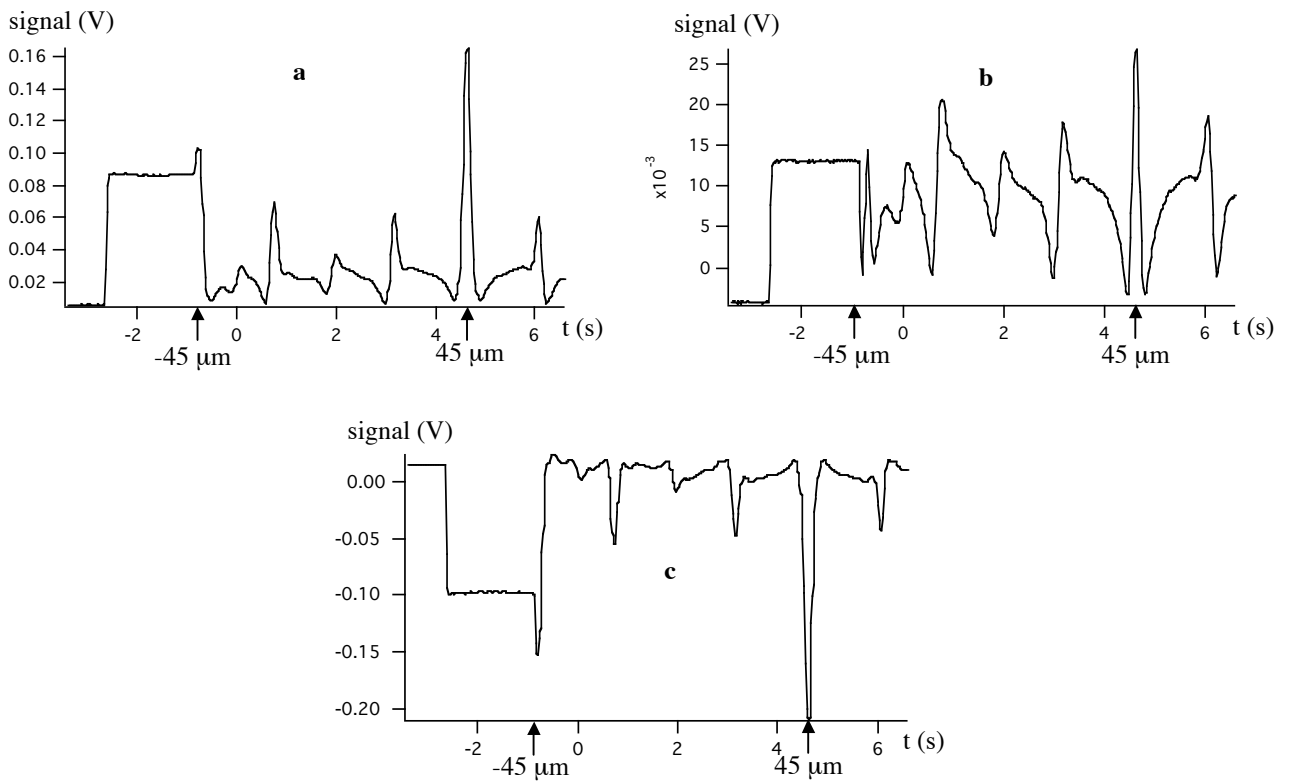 signal (V)
0.16
0.14
0.12
0.10
0.08
0.06
0.04
0.02
a
-2 0 2 4 6 t (s)
-45 μm 45 μm
signal (V)
25
20
15
10
5
0
x10⁻³
b
-2 0 2 4 6 t (s)
-45 μm 45 μm
signal (V)
0.00
-0.05
-0.10
-0.15
-0.20
c
-2 0 2 4 6 t (s)
-45 μm 45 μm